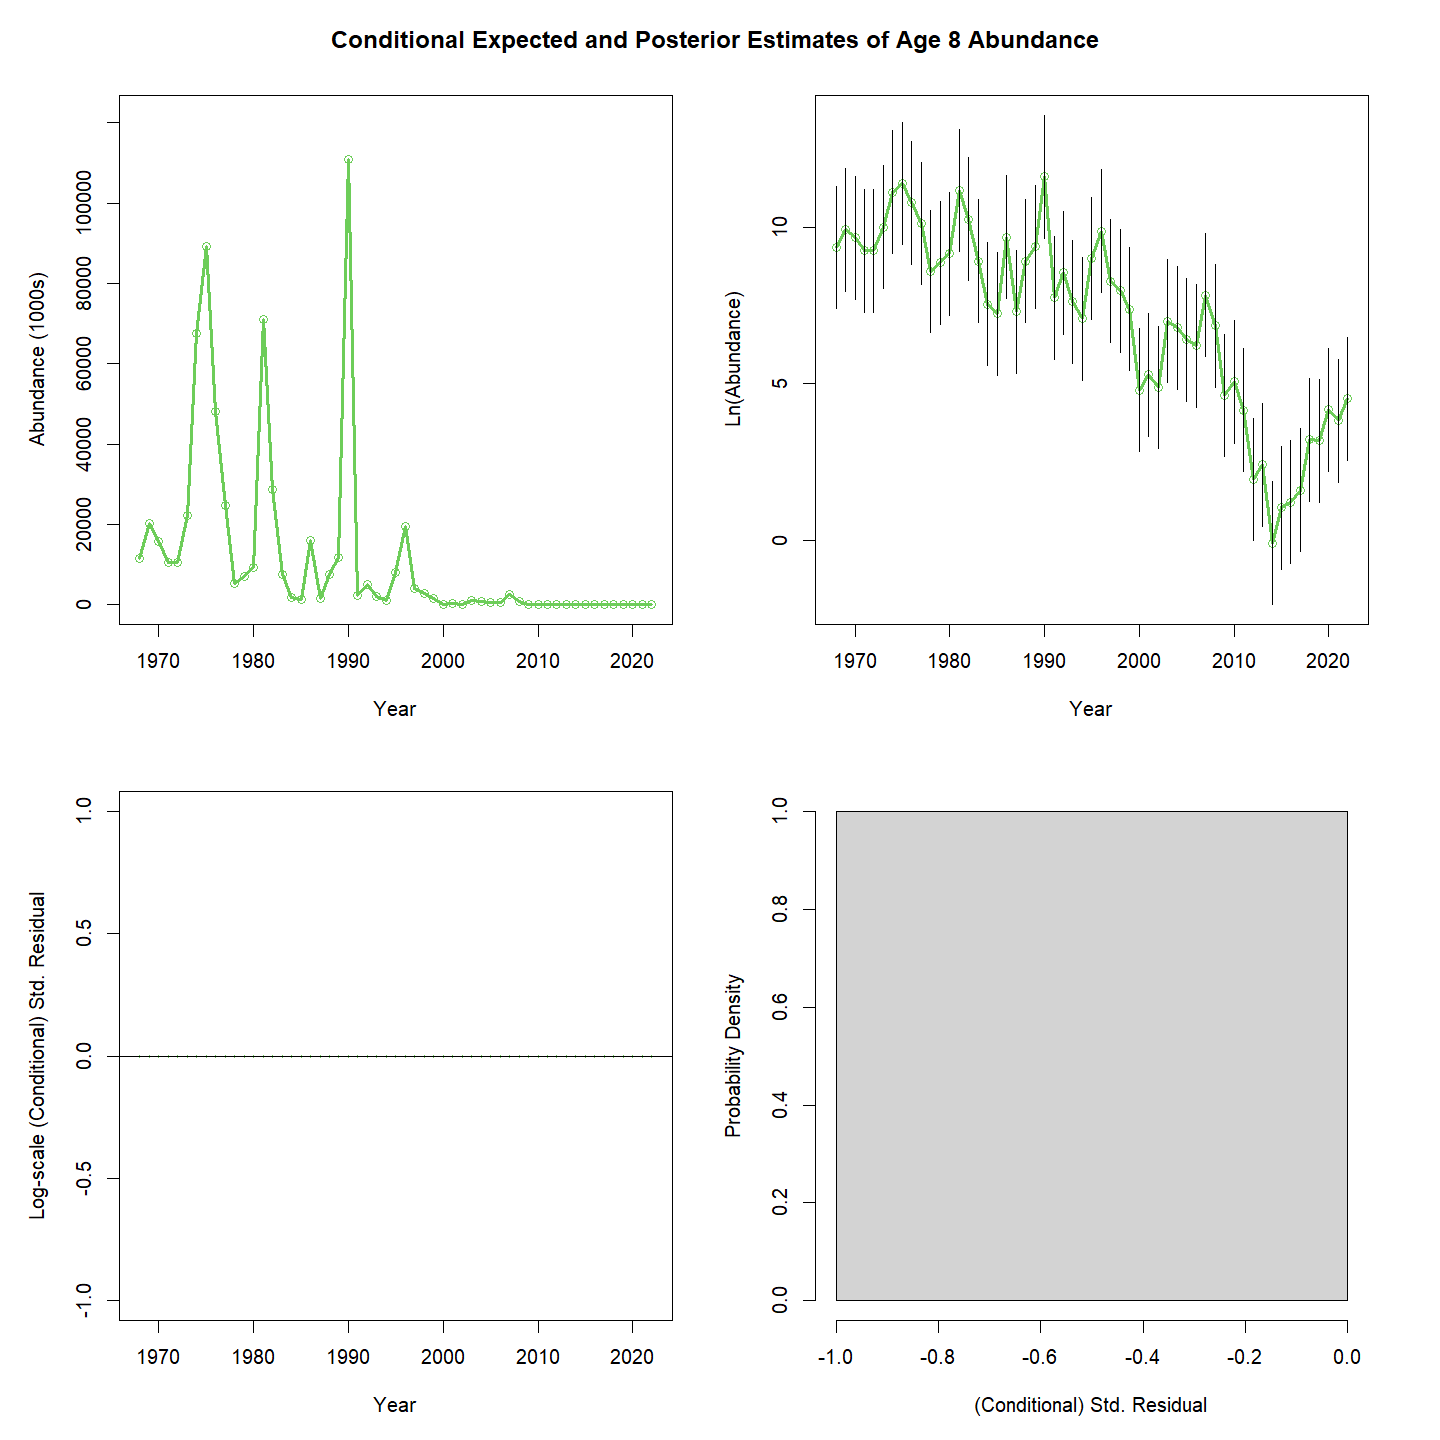 Conditional Expected and Posterior Estimates of Age 8 Abundance
Abundance (1000s)
0
20000
40000
60000
80000
100000
1970 1980 1990 2000 2010 2020
Year
Ln(Abundance)
0
5
10
1970 1980 1990 2000 2010 2020
Year
Log-scale (Conditional) Std. Residual
-1.0
-0.5
0.0
0.5
1.0
1970 1980 1990 2000 2010 2020
Year
Probability Density
0.0
0.2
0.4
0.6
0.8
1.0
-1.0 -0.8 -0.6 -0.4 -0.2 0.0
(Conditional) Std. Residual